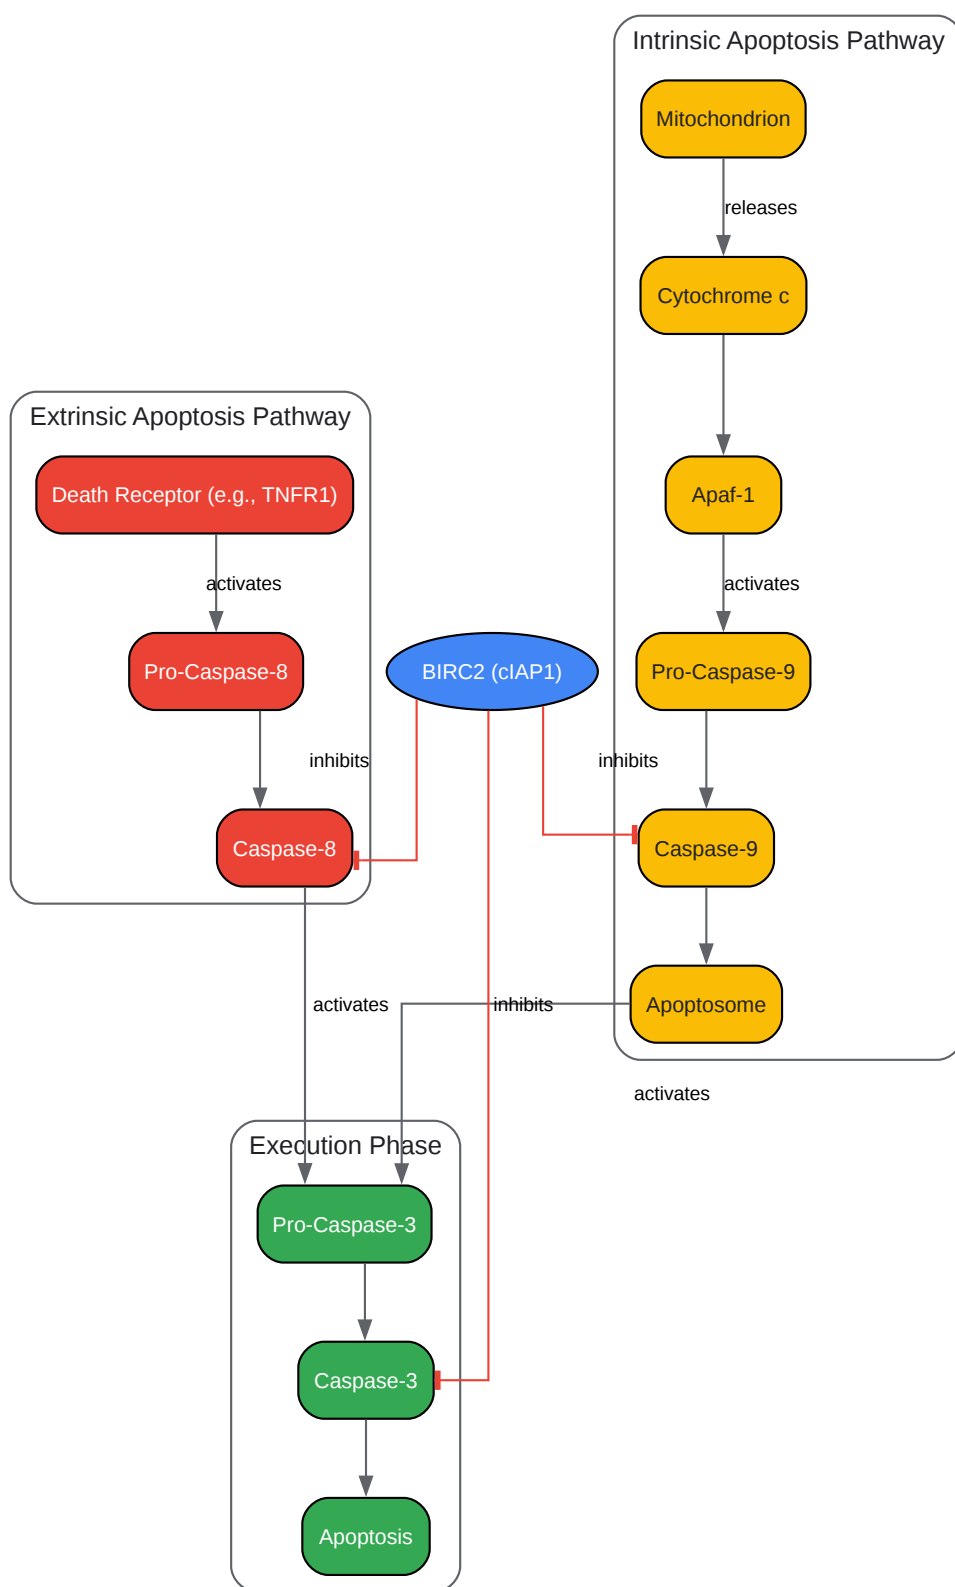 Intrinsic Apoptosis Pathway
Mitochondrion
releases
Cytochrome c
Extrinsic Apoptosis Pathway
Death Receptor (e.g., TNFR1)
Apaf-1
activates
activates
Pro-Caspase-8
BIRC2 (cIAP1)
Pro-Caspase-9
inhibits
inhibits
Caspase-8
Caspase-9
activates
inhibits
Apoptosome
activates
Execution Phase
Pro-Caspase-3
Caspase-3
Apoptosis